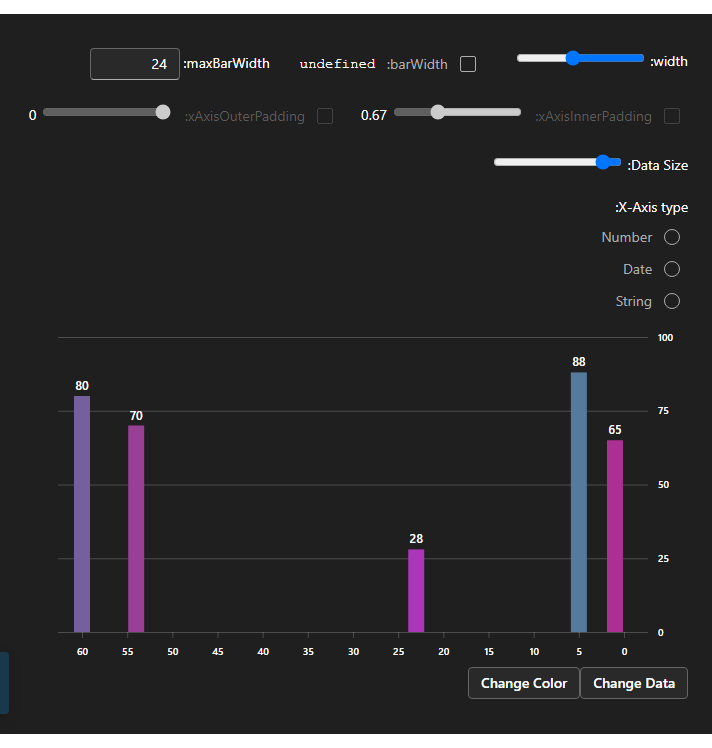 width:
barWidth: undefined
maxBarWidth: 24
xAxisInnerPadding: 0.67
xAxisOuterPadding: 0
Data Size:
X-Axis type:
Number
Date
String
100
88
80
75
70
65
50
28
25
0
60 55 50 45 40 35 30 25 20 15 10 5 0
Change Color Change Data